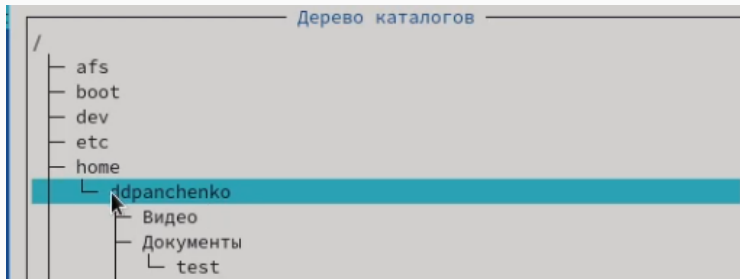 Дерево каталогов
/
afs
boot
dev
etc
home
ddpanchenko
Видео
Документы
test